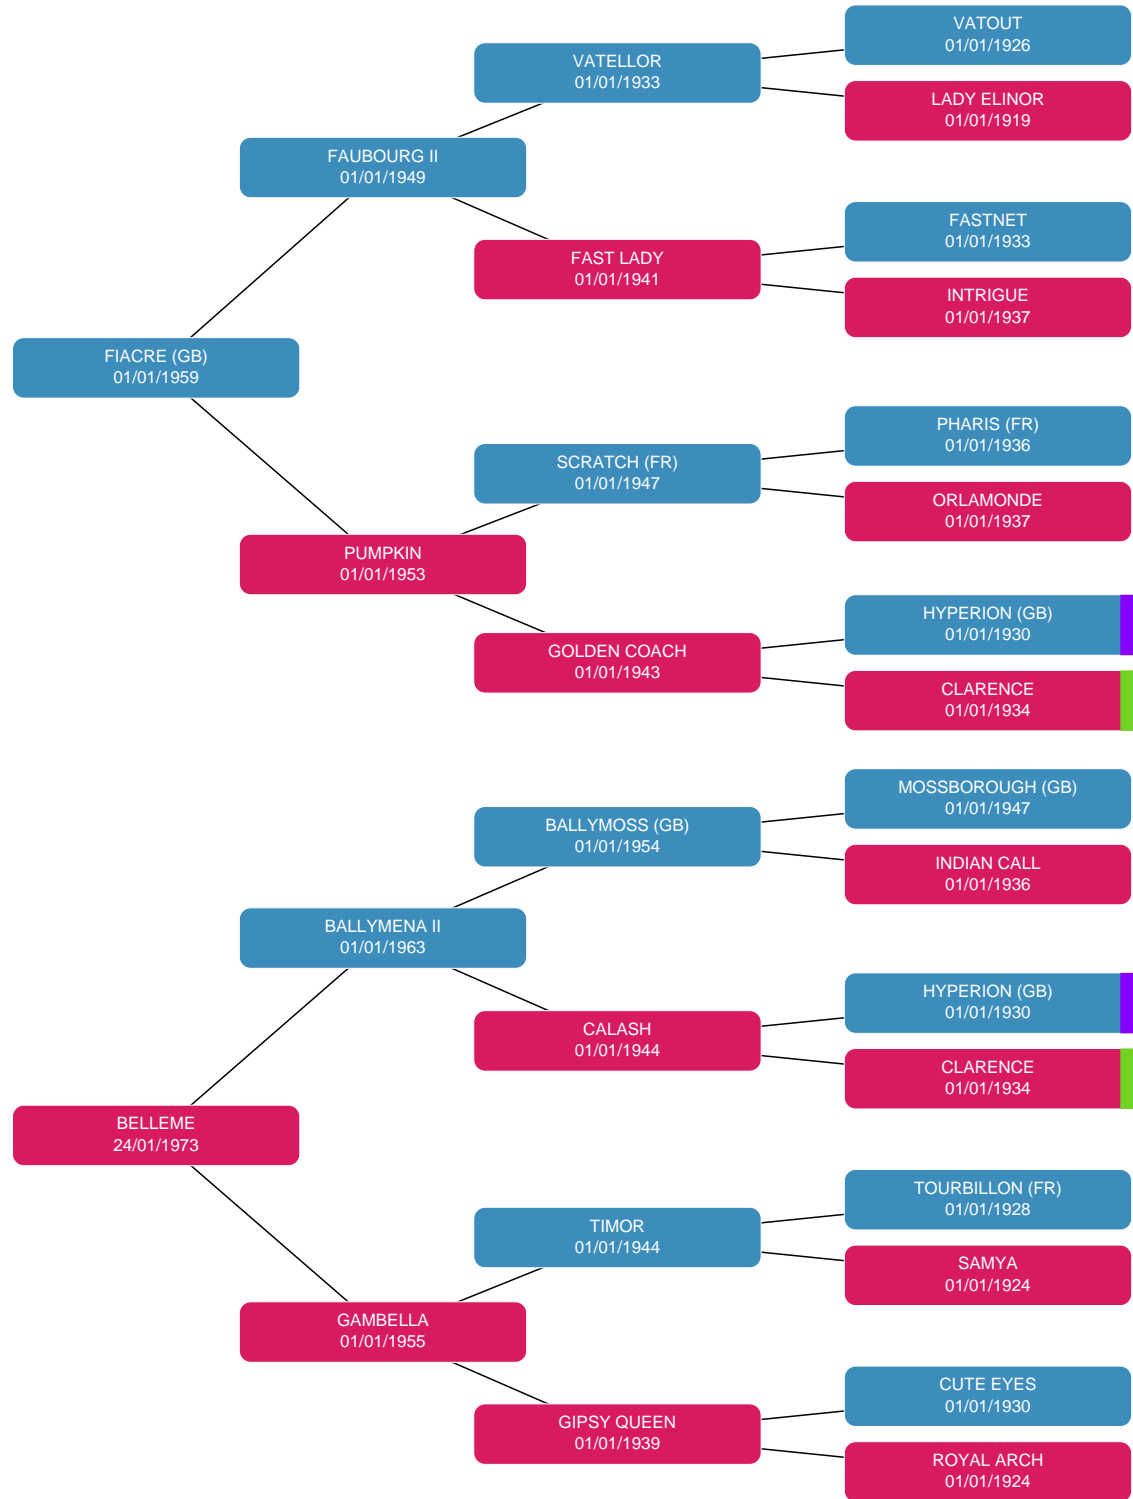 VATOUT
01/01/1926
VATELLOR
01/01/1933
LADY ELINOR
01/01/1919
FAUBOURG II
01/01/1949
FASTNET
01/01/1933
FAST LADY
01/01/1941
INTRIGUE
01/01/1937
FIACRE (GB)
01/01/1959
PHARIS (FR)
01/01/1936
SCRATCH (FR)
01/01/1947
ORLAMONDE
01/01/1937
PUMPKIN
01/01/1953
HYPERION (GB)
01/01/1930
GOLDEN COACH
01/01/1943
CLARENCE
01/01/1934
MOSSBOROUGH (GB)
01/01/1947
BALLYMOSS (GB)
01/01/1954
INDIAN CALL
01/01/1936
BALLYMENA II
01/01/1963
HYPERION (GB)
01/01/1930
CALASH
01/01/1944
CLARENCE
01/01/1934
BELLEME
24/01/1973
TOURBILLON (FR)
01/01/1928
TIMOR
01/01/1944
SAMYA
01/01/1924
GAMBELLA
01/01/1955
CUTE EYES
01/01/1930
GIPSY QUEEN
01/01/1939
ROYAL ARCH
01/01/1924